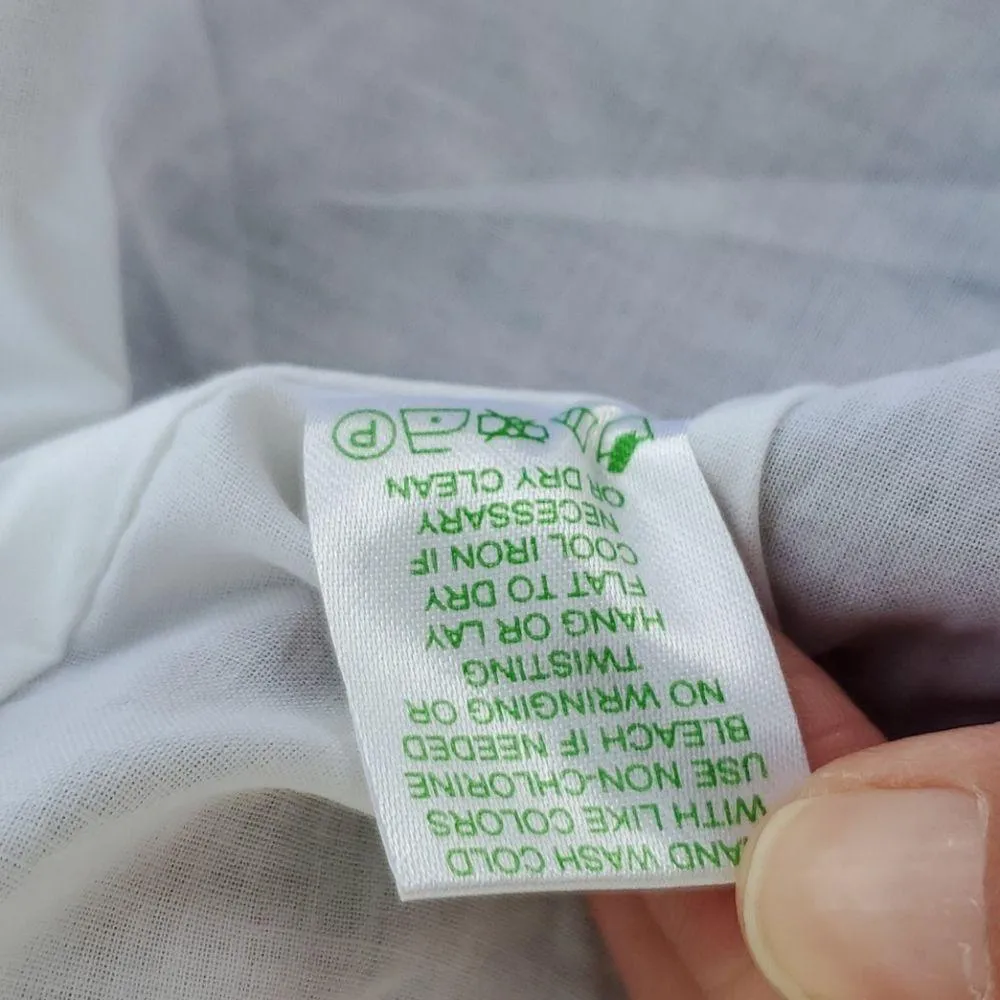 HAND WASH COLD
WITH LIKE COLORS
USE NON-CHLORINE
BLEACH IF NEEDED
NO WRINGING OR
TWISTING
HANG OR LAY
FLAT TO DRY
COOL IRON IF
NECESSARY
OR DRY CLEAN
P